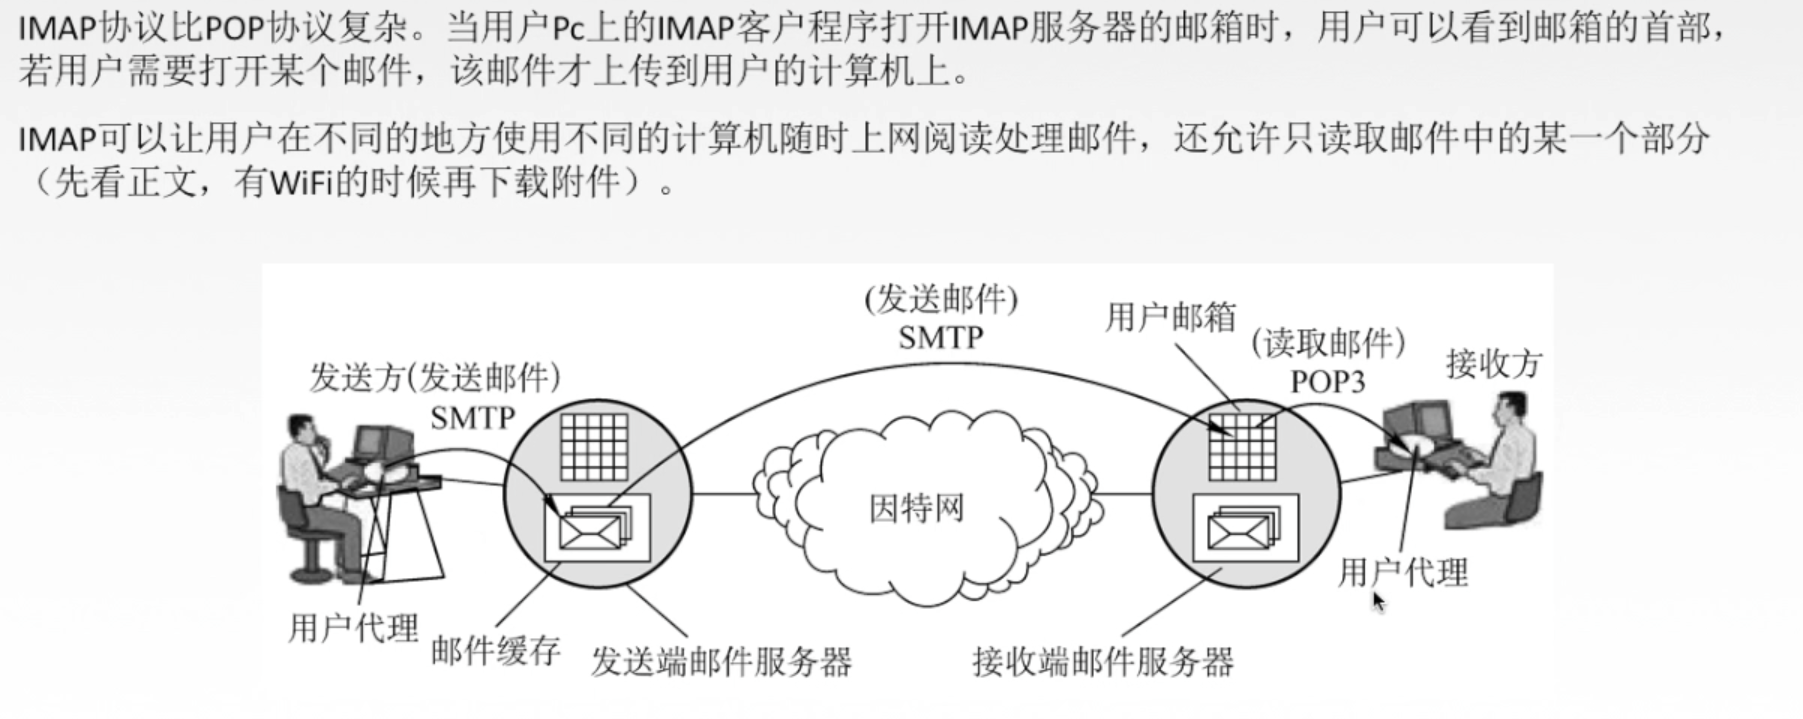 IMAP协议比POP协议复杂。当用户Pc上的IMAP客户程序打开IMAP服务器的邮箱时，用户可以看到邮箱的首部，
若用户需要打开某个邮件，该邮件才上传到用户的计算机上。
IMAP可以让用户在不同的地方使用不同的计算机随时上网阅读处理邮件，还允许只读取邮件中的某一个部分
（先看正文，有WiFi的时候再下载附件）。
(发送邮件)
SMTP
用户邮箱
(读取邮件)
POP3
接收方
发送方(发送邮件)
SMTP
因特网
用户代理
用户代理
邮件缓存
发送端邮件服务器
接收端邮件服务器